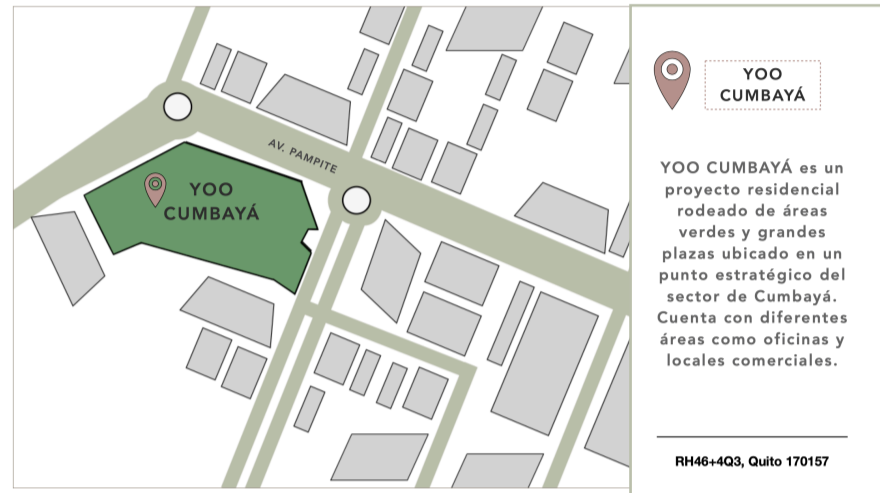 AV. PAMPITE
YOO
CUMBAYÁ
YOO
CUMBAYÁ
YOO CUMBAYÁ es un
proyecto residencial
rodeado de áreas
verdes y grandes
plazas ubicado en un
punto estratégico del
sector de Cumbayá.
Cuenta con diferentes
áreas como oficinas y
locales comerciales.
RH46+4Q3, Quito 170157